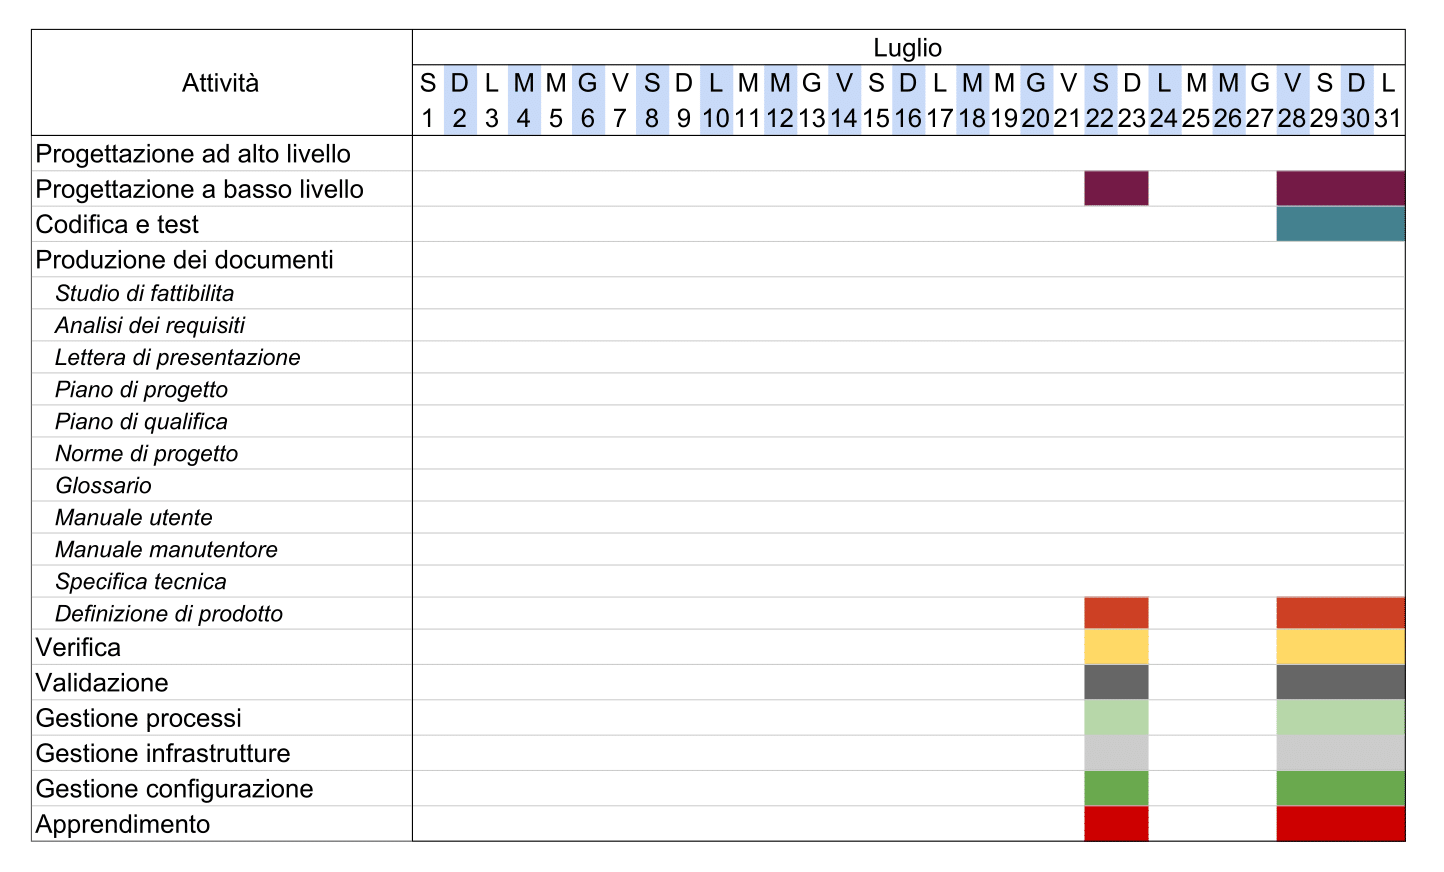 Luglio
Attività
S D L M M G V S D L M M G V S D L M M G V S D L M M G V S D L
1 2 3 4 5 6 7 8 9 10 11 12 13 14 15 16 17 18 19 20 21 22 23 24 25 26 27 28 29 30 31
Progettazione ad alto livello
Progettazione a basso livello
Codifica e test
Produzione dei documenti
Studio di fattibilita
Analisi dei requisiti
Lettera di presentazione
Piano di progetto
Piano di qualifica
Norme di progetto
Glossario
Manuale utente
Manuale manutentore
Specifica tecnica
Definizione di prodotto
Verifica
Validazione
Gestione processi
Gestione infrastrutture
Gestione configurazione
Apprendimento